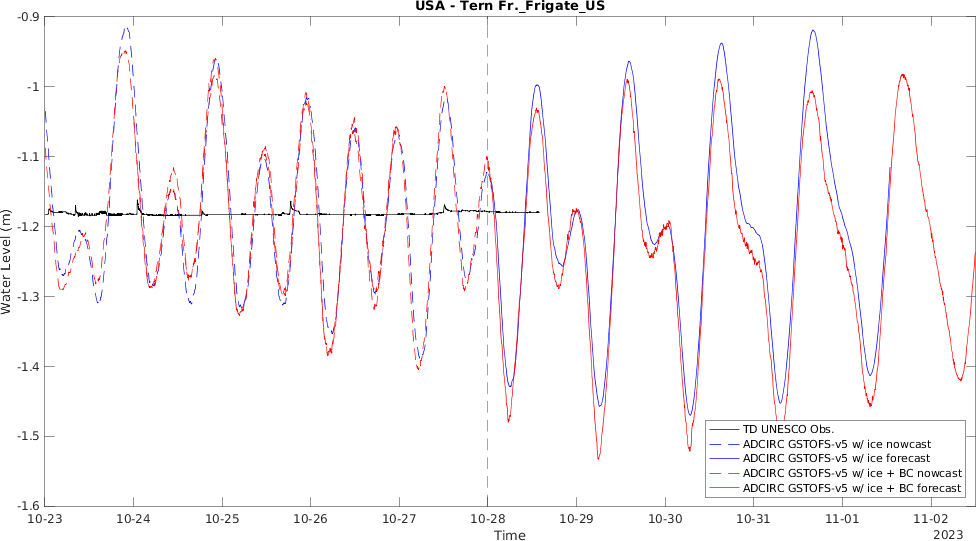 USA - Tern Fr._Frigate_US
-0.9
-1
-1.1
-1.2
-1.3
-1.4
-1.5
-1.6
Water Level (m)
10-23 10-24 10-25 10-26 10-27 10-28 10-29 10-30 10-31 11-01 11-02
Time
2023
TD UNESCO Obs.
ADCIRC GSTOFS-v5 w/ ice nowcast
ADCIRC GSTOFS-v5 w/ ice forecast
ADCIRC GSTOFS-v5 w/ ice + BC nowcast
ADCIRC GSTOFS-v5 w/ ice + BC forecast